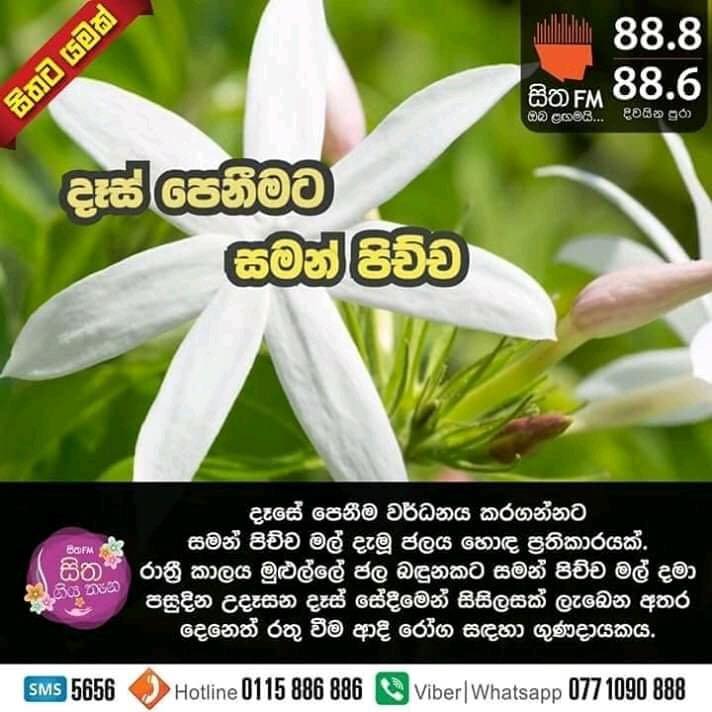 සිතට යමක්
88.8
88.6
සිත FM
ඔබ ළඟමයි...
දිවයින පුරා
දෑස් පෙනීමට
සමන් පිච්ච
දෑසේ පෙනීම වර්ධනය කරගන්නට
සමන් පිච්ච මල් දැමූ ජලය හොඳ ප්‍රතිකාරයක්.
රාත්‍රී කාලය මුළුල්ලේ ජල බඳුනකට සමන් පිච්ච මල් දමා
පසුදින උදෑසන දෑස් සේදීමෙන් සිසිලසක් ලැබෙන අතර
දෙනෙත් රතු වීම ආදී රෝග සඳහා ගුණදායකය.
සිතFM
සිත
ගිය තැන
SMS 5656 Hotline 0115 886 886 Viber|Whatsapp 077 1090 888